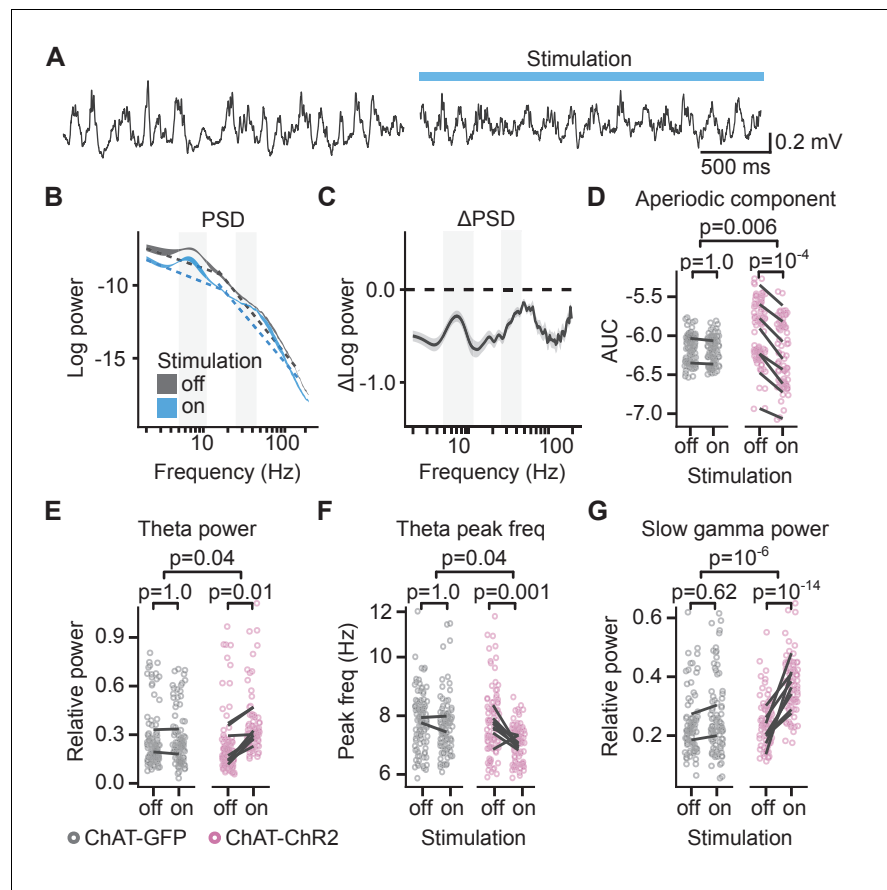 A
Stimulation
0.2 mV
500 ms
B
PSD
Log power
-10
-15
Stimulation
off
on
10
100
Frequency (Hz)
C
ΔPSD
ΔLog power
0.0
-1.0
10
100
Frequency (Hz)
D
Aperiodic component
p=0.006
p=1.0
p=10⁻⁴
AUC
-5.5
-6.0
-6.5
-7.0
off
on
off
on
Stimulation
E
Theta power
p=0.04
p=1.0
p=0.01
Relative power
0.9
0.6
0.3
0.0
off
on
off
on
F
Theta peak freq
p=0.04
p=1.0
p=0.001
Peak freq (Hz)
12
10
8
6
off
on
off
on
Stimulation
G
Slow gamma power
p=10⁻⁶
p=0.62
p=10⁻¹⁴
Relative power
0.6
0.4
0.2
off
on
off
on
Stimulation
ChAT-GFP
ChAT-ChR2